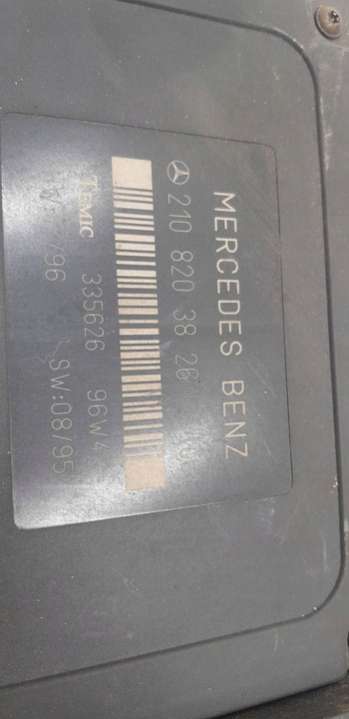 MERCEDES BENZ
210 820 38 26
TEMIC 335626 96W4
/96 SW:08/95